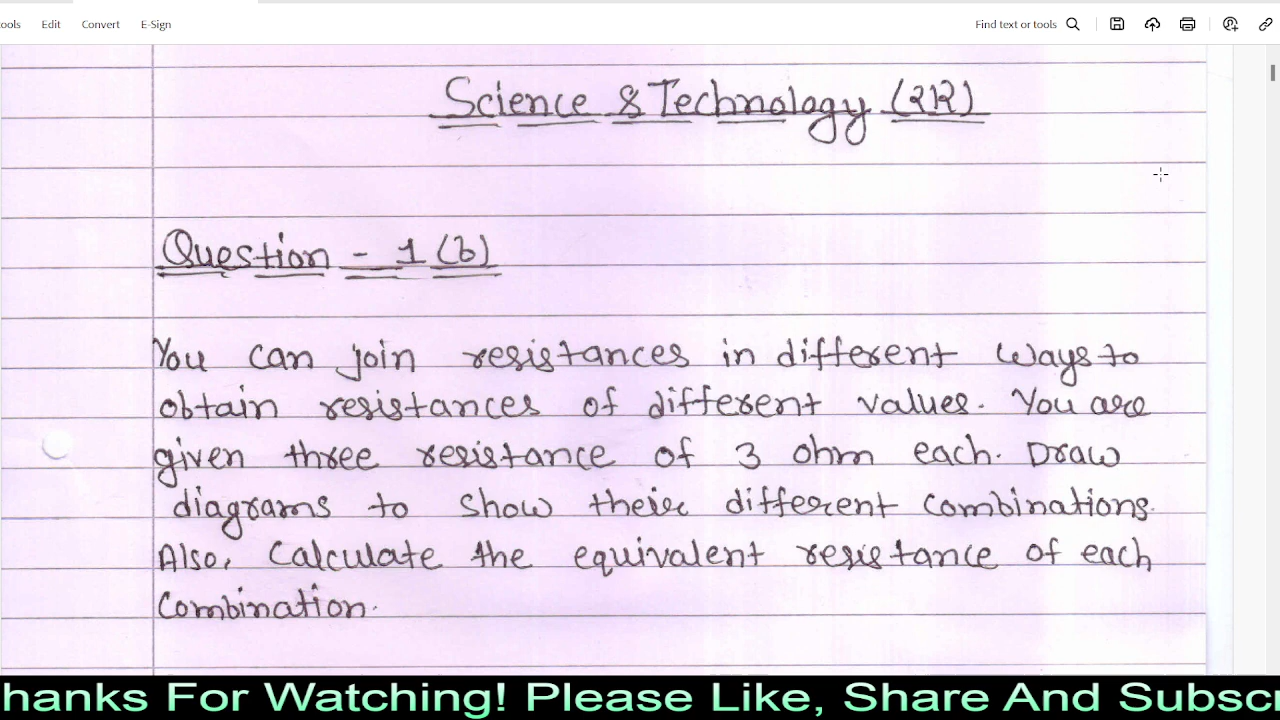 ools Edit Convert E-Sign Find text or tools
Science & Technology (212)
Question - 1 (b)
You can join resistances in different ways to
obtain resistances of different values. You are
given three resistance of 3 ohm each. Draw
diagrams to show their different combinations.
Also, Calculate the equivalent resistance of each
Combination.
hanks For Watching! Please Like, Share And Subsc